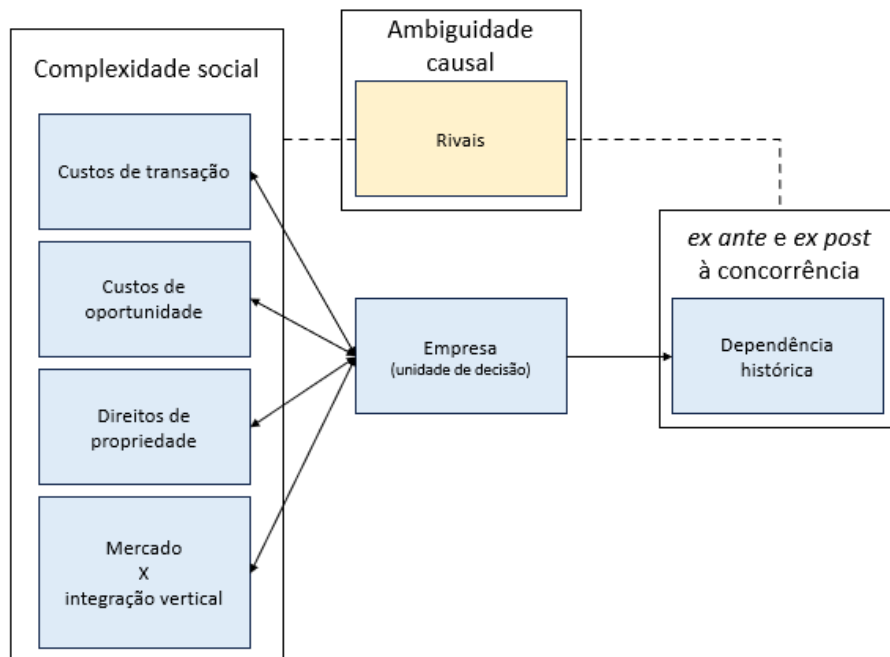 Complexidade social
Custos de transação
Custos de
oportunidade
Direitos de
propriedade
Mercado
X
integração vertical
Ambiguidade
causal
Rivais
Empresa
(unidade de decisão)
ex ante e ex post
à concorrência
Dependência
histórica